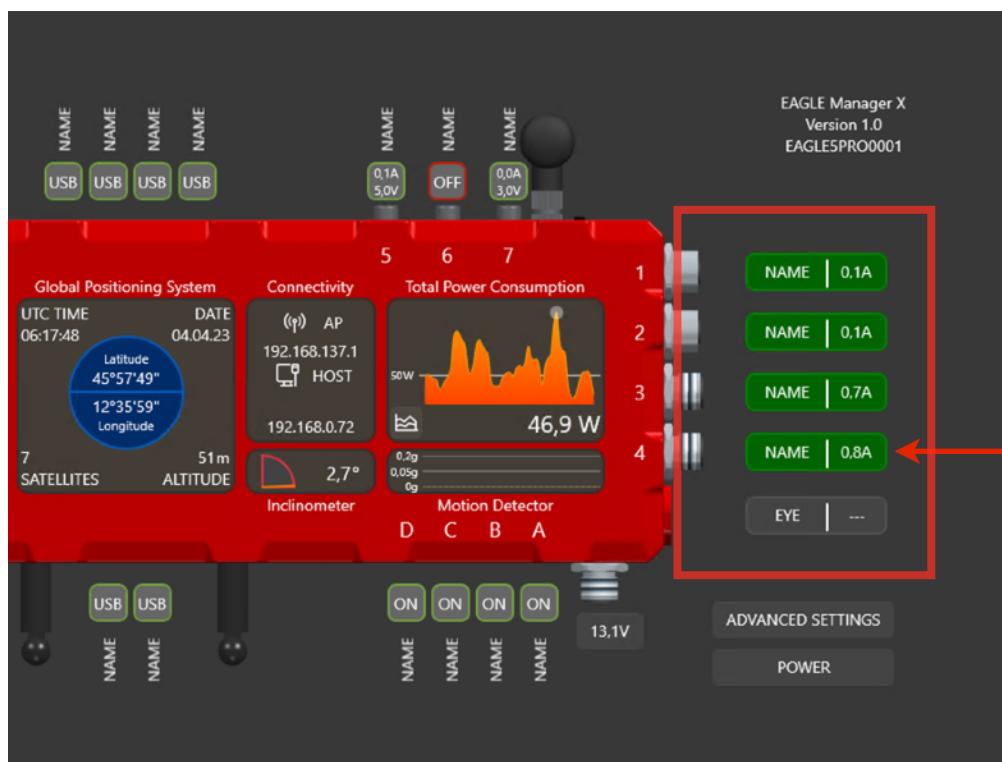 EAGLE Manager X
Version 1.0
EAGLE5PRO0001
NAME NAME NAME NAME
USB USB USB USB
NAME NAME NAME
0,1A
5,0V
OFF
0,0A
3,0V
5 6 7
Global Positioning System
UTC TIME DATE
06:17:48 04.04.23
Latitude
45°57'49"
12°35'59"
Longitude
7 51m
SATELLITES ALTITUDE
Connectivity
AP
192.168.137.1
HOST
192.168.0.72
2,7°
Inclinometer
Total Power Consumption
50W
46,9 W
0,2g
0,05g
0g
Motion Detector
D C B A
1
2
3
4
NAME 0,1A
NAME 0,1A
NAME 0,7A
NAME 0,8A
EYE ---
USB USB
NAME NAME
ON ON ON ON
NAME NAME NAME NAME
13,1V
ADVANCED SETTINGS
POWER